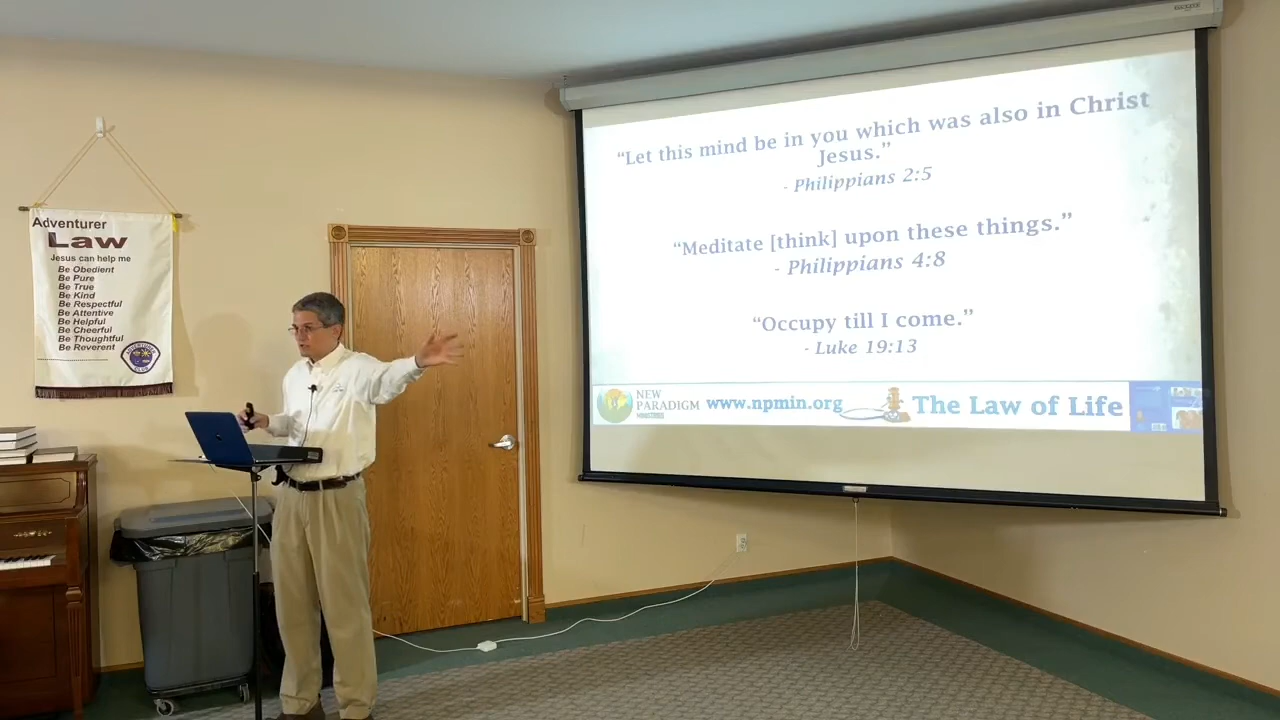 Adventurer
Law
Jesus can help me
Be Obedient
Be Pure
Be True
Be Kind
Be Respectful
Be Attentive
Be Helpful
Be Cheerful
Be Thoughtful
Be Reverent
“Let this mind be in you which was also in Christ
Jesus.”
- Philippians 2:5
“Meditate [think] upon these things.”
- Philippians 4:8
“Occupy till I come.”
- Luke 19:13
NEW
PARADIGM
MINISTRIES
www.npmin.org
The Law of Life